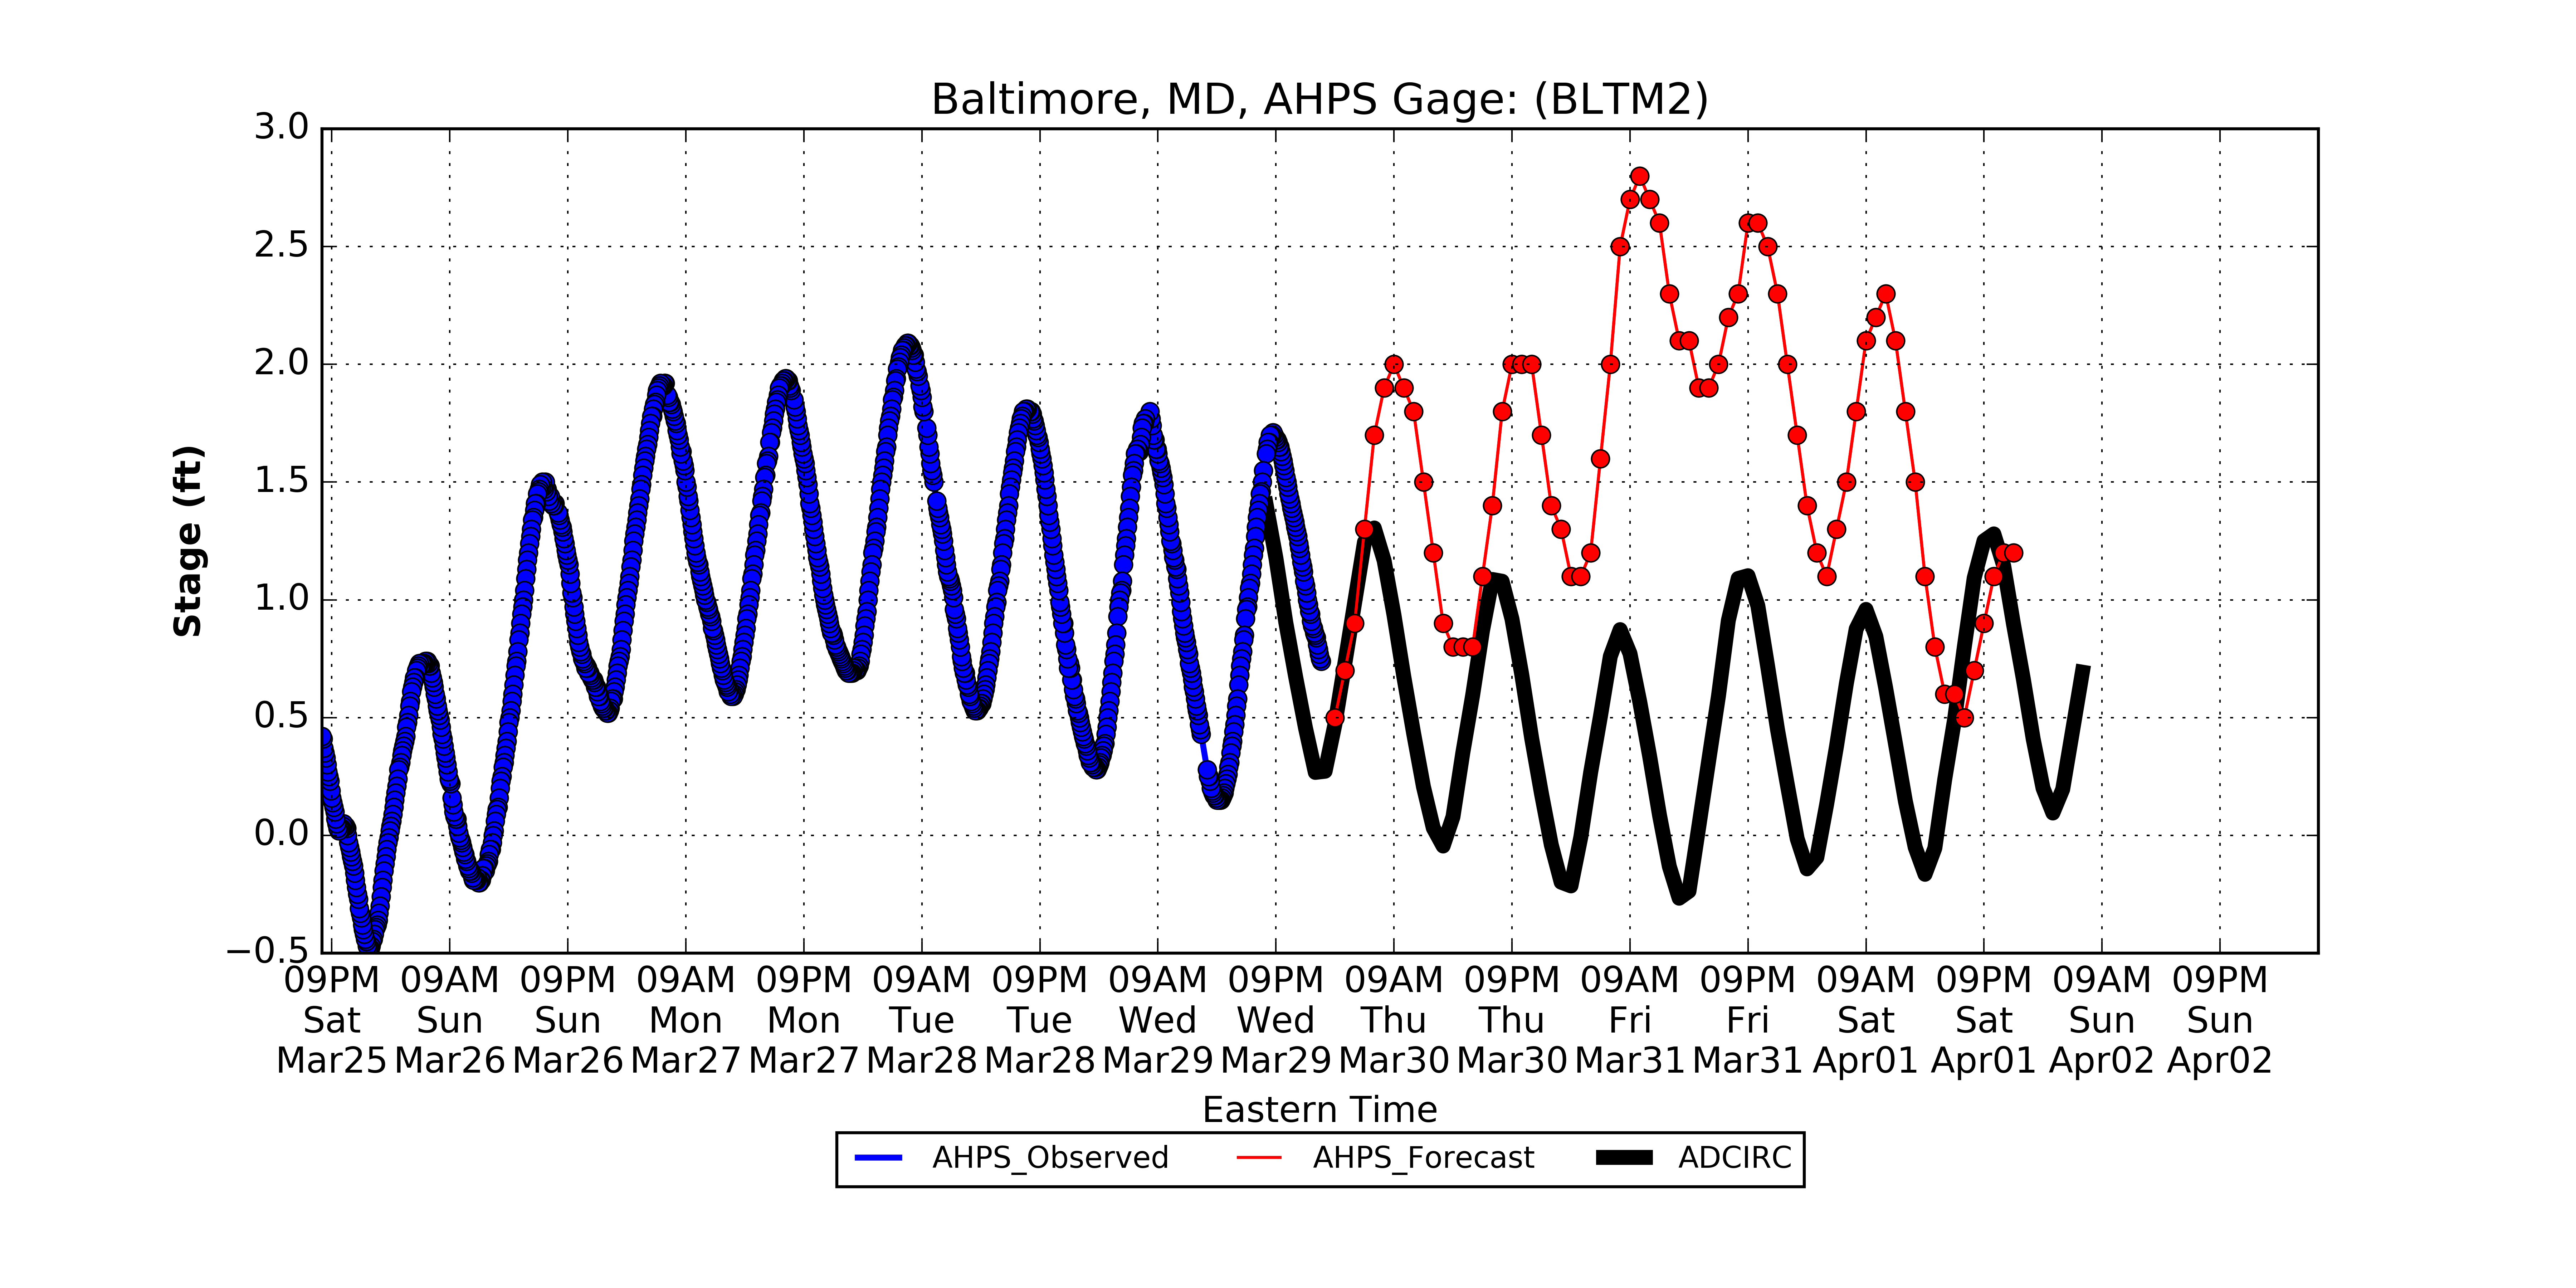 Baltimore, MD, AHPS Gage: (BLTM2)
Stage (ft)
3.0
2.5
2.0
1.5
1.0
0.5
0.0
−0.5
09PM 09AM 09PM 09AM 09PM 09AM 09PM 09AM 09PM 09AM 09PM 09AM 09PM 09AM 09PM 09AM 09PM
Sat Sun Sun Mon Mon Tue Tue Wed Wed Thu Thu Fri Fri Sat Sat Sun Sun
Mar25 Mar26 Mar26 Mar27 Mar27 Mar28 Mar28 Mar29 Mar29 Mar30 Mar30 Mar31 Mar31 Apr01 Apr01 Apr02 Apr02
Eastern Time
AHPS_Observed AHPS_Forecast ADCIRC